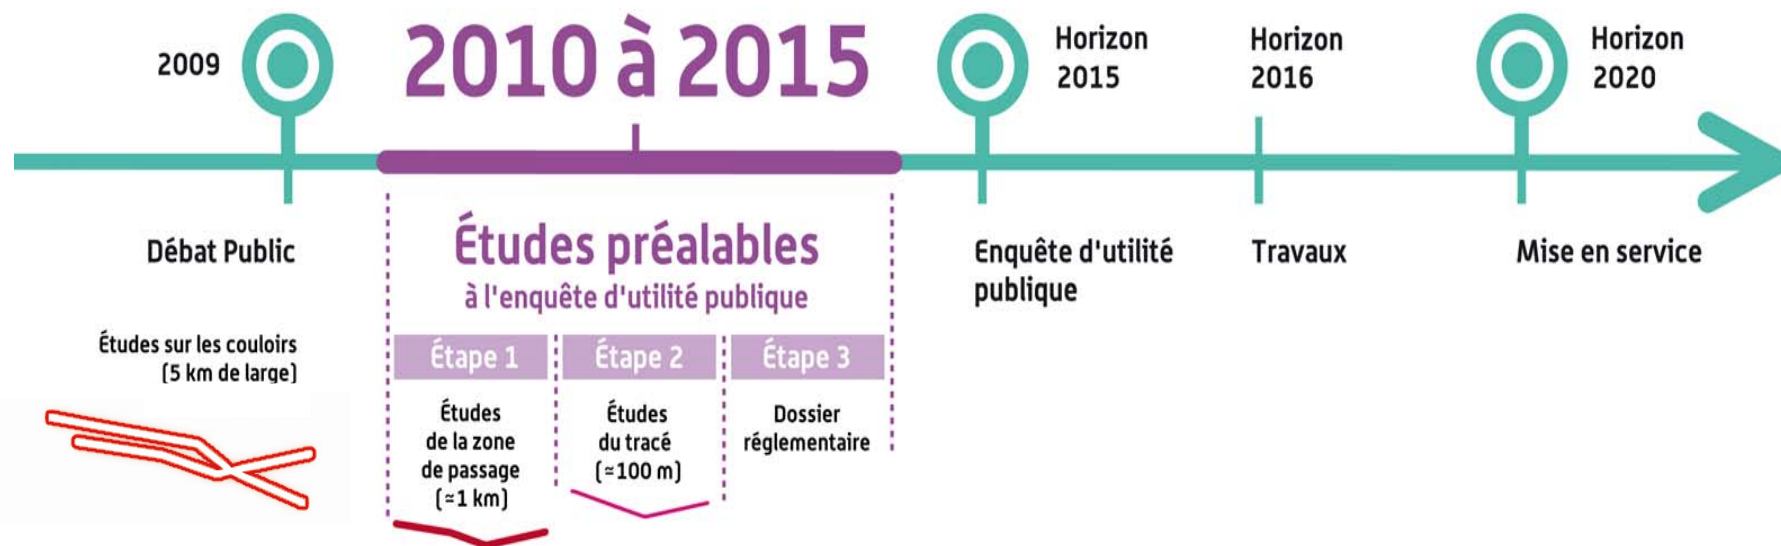 2009
2010 à 2015
Horizon
2015
Horizon
2016
Horizon
2020
Débat Public
Études préalables
à l'enquête d'utilité publique
Enquête d'utilité
publique
Travaux
Mise en service
Études sur les couloirs
(5 km de large)
Étape 1
Étape 2
Étape 3
Études
de la zone
de passage
(≃1 km)
Études
du tracé
(≃100 m)
Dossier
réglementaire